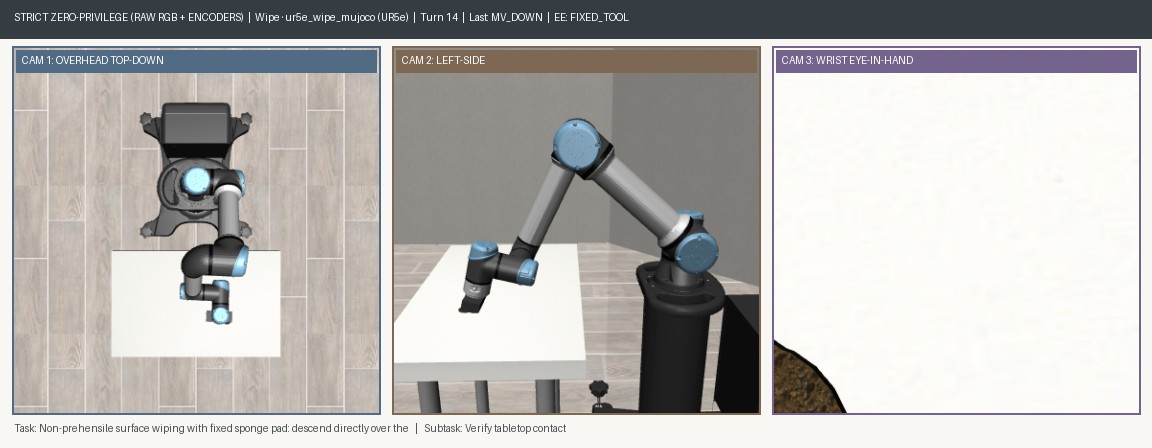 STRICT ZERO-PRIVILEGE (RAW RGB + ENCODERS) | Wipe · ur5e_wipe_mujoco (UR5e) | Turn 14 | Last MV_DOWN | EE: FIXED_TOOL
CAM 1: OVERHEAD TOP-DOWN
CAM 2: LEFT-SIDE
CAM 3: WRIST EYE-IN-HAND
Task: Non-prehensile surface wiping with fixed sponge pad: descend directly over the | Subtask: Verify tabletop contact